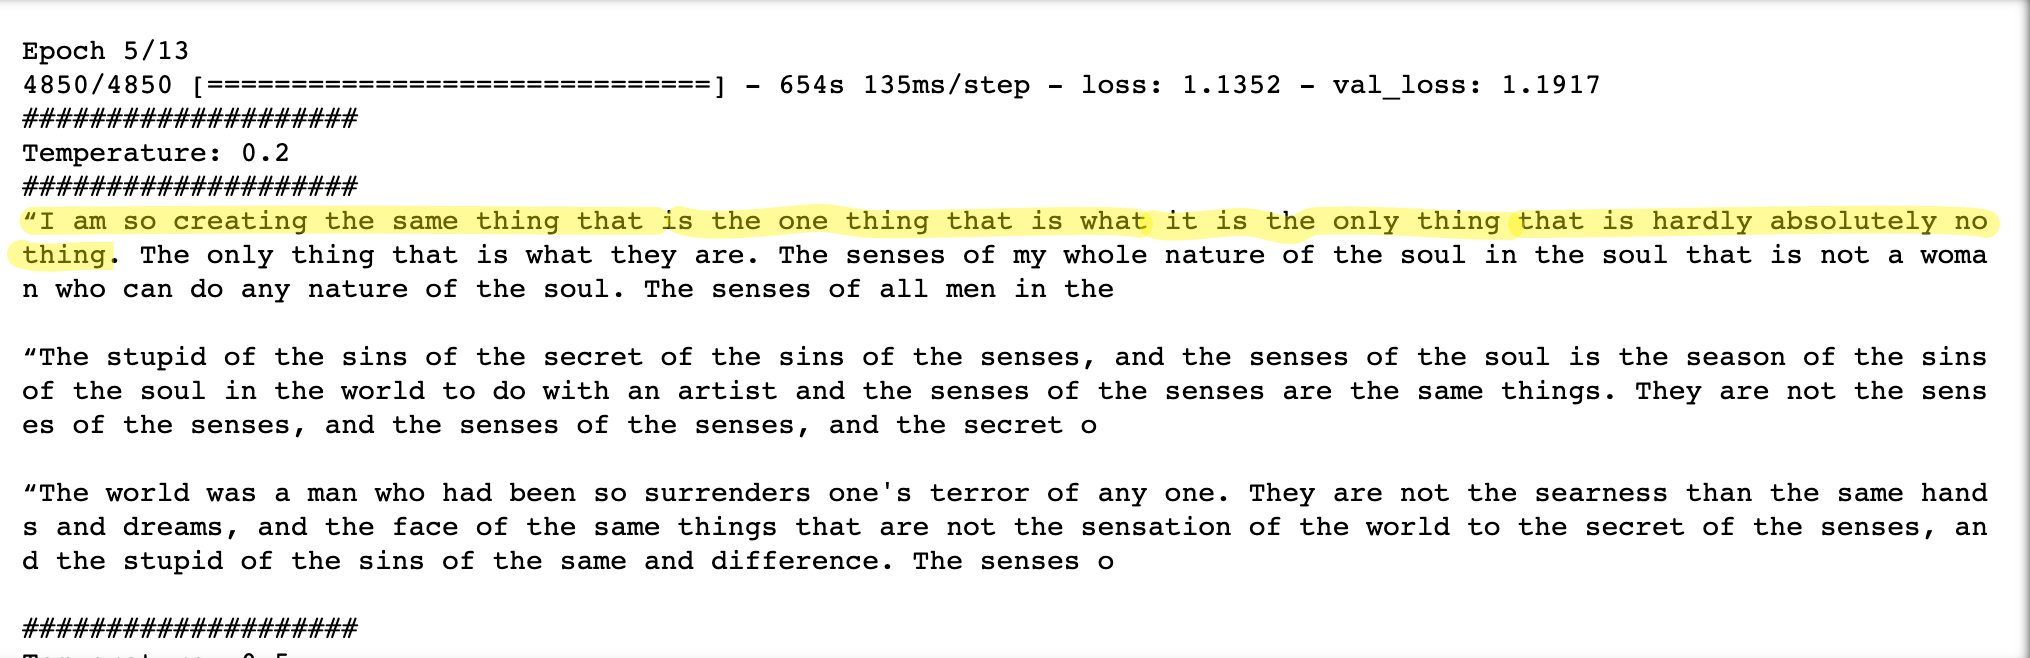 Epoch 5/13
4850/4850 [==============================] - 654s 135ms/step - loss: 1.1352 - val_loss: 1.1917
####################
Temperature: 0.2
####################
“I am so creating the same thing that is the one thing that is what it is the only thing that is hardly absolutely no
thing. The only thing that is what they are. The senses of my whole nature of the soul in the soul that is not a woma
n who can do any nature of the soul. The senses of all men in the
“The stupid of the sins of the secret of the sins of the senses, and the senses of the soul is the season of the sins
of the soul in the world to do with an artist and the senses of the senses are the same things. They are not the sens
es of the senses, and the senses of the senses, and the secret o
“The world was a man who had been so surrenders one's terror of any one. They are not the searness than the same hand
s and dreams, and the face of the same things that are not the sensation of the world to the secret of the senses, an
d the stupid of the sins of the same and difference. The senses o
####################